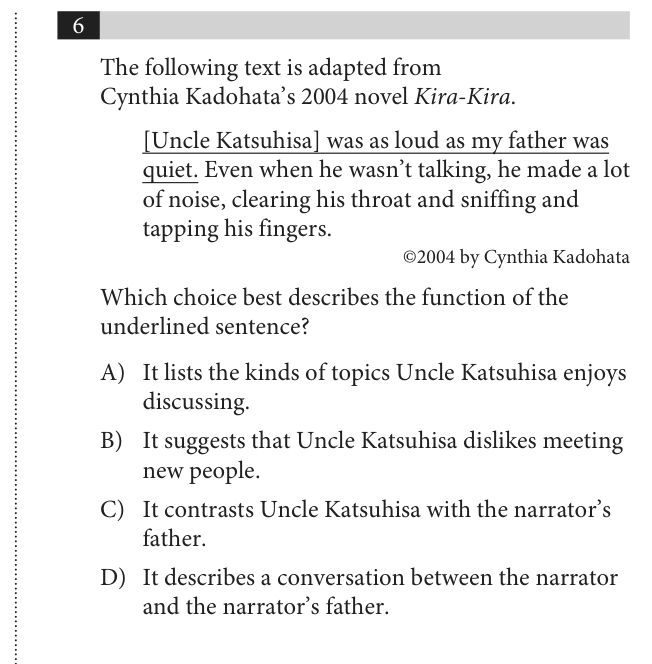 6
The following text is adapted from
Cynthia Kadohata’s 2004 novel Kira-Kira.
[Uncle Katsuhisa] was as loud as my father was
quiet. Even when he wasn’t talking, he made a lot
of noise, clearing his throat and sniffing and
tapping his fingers.
©2004 by Cynthia Kadohata
Which choice best describes the function of the
underlined sentence?
A) It lists the kinds of topics Uncle Katsuhisa enjoys
discussing.
B) It suggests that Uncle Katsuhisa dislikes meeting
new people.
C) It contrasts Uncle Katsuhisa with the narrator’s
father.
D) It describes a conversation between the narrator
and the narrator’s father.